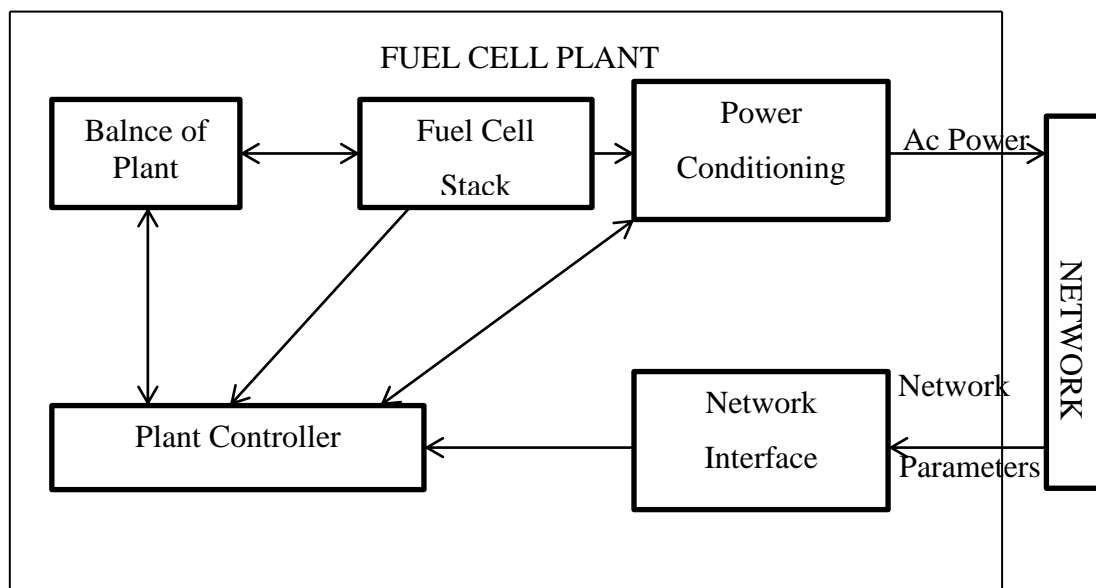 FUEL CELL PLANT
Balnce of
Plant
Fuel Cell
Stack
Power
Conditioning
Ac Power
NETWORK
Plant Controller
Network
Interface
Network
Parameters